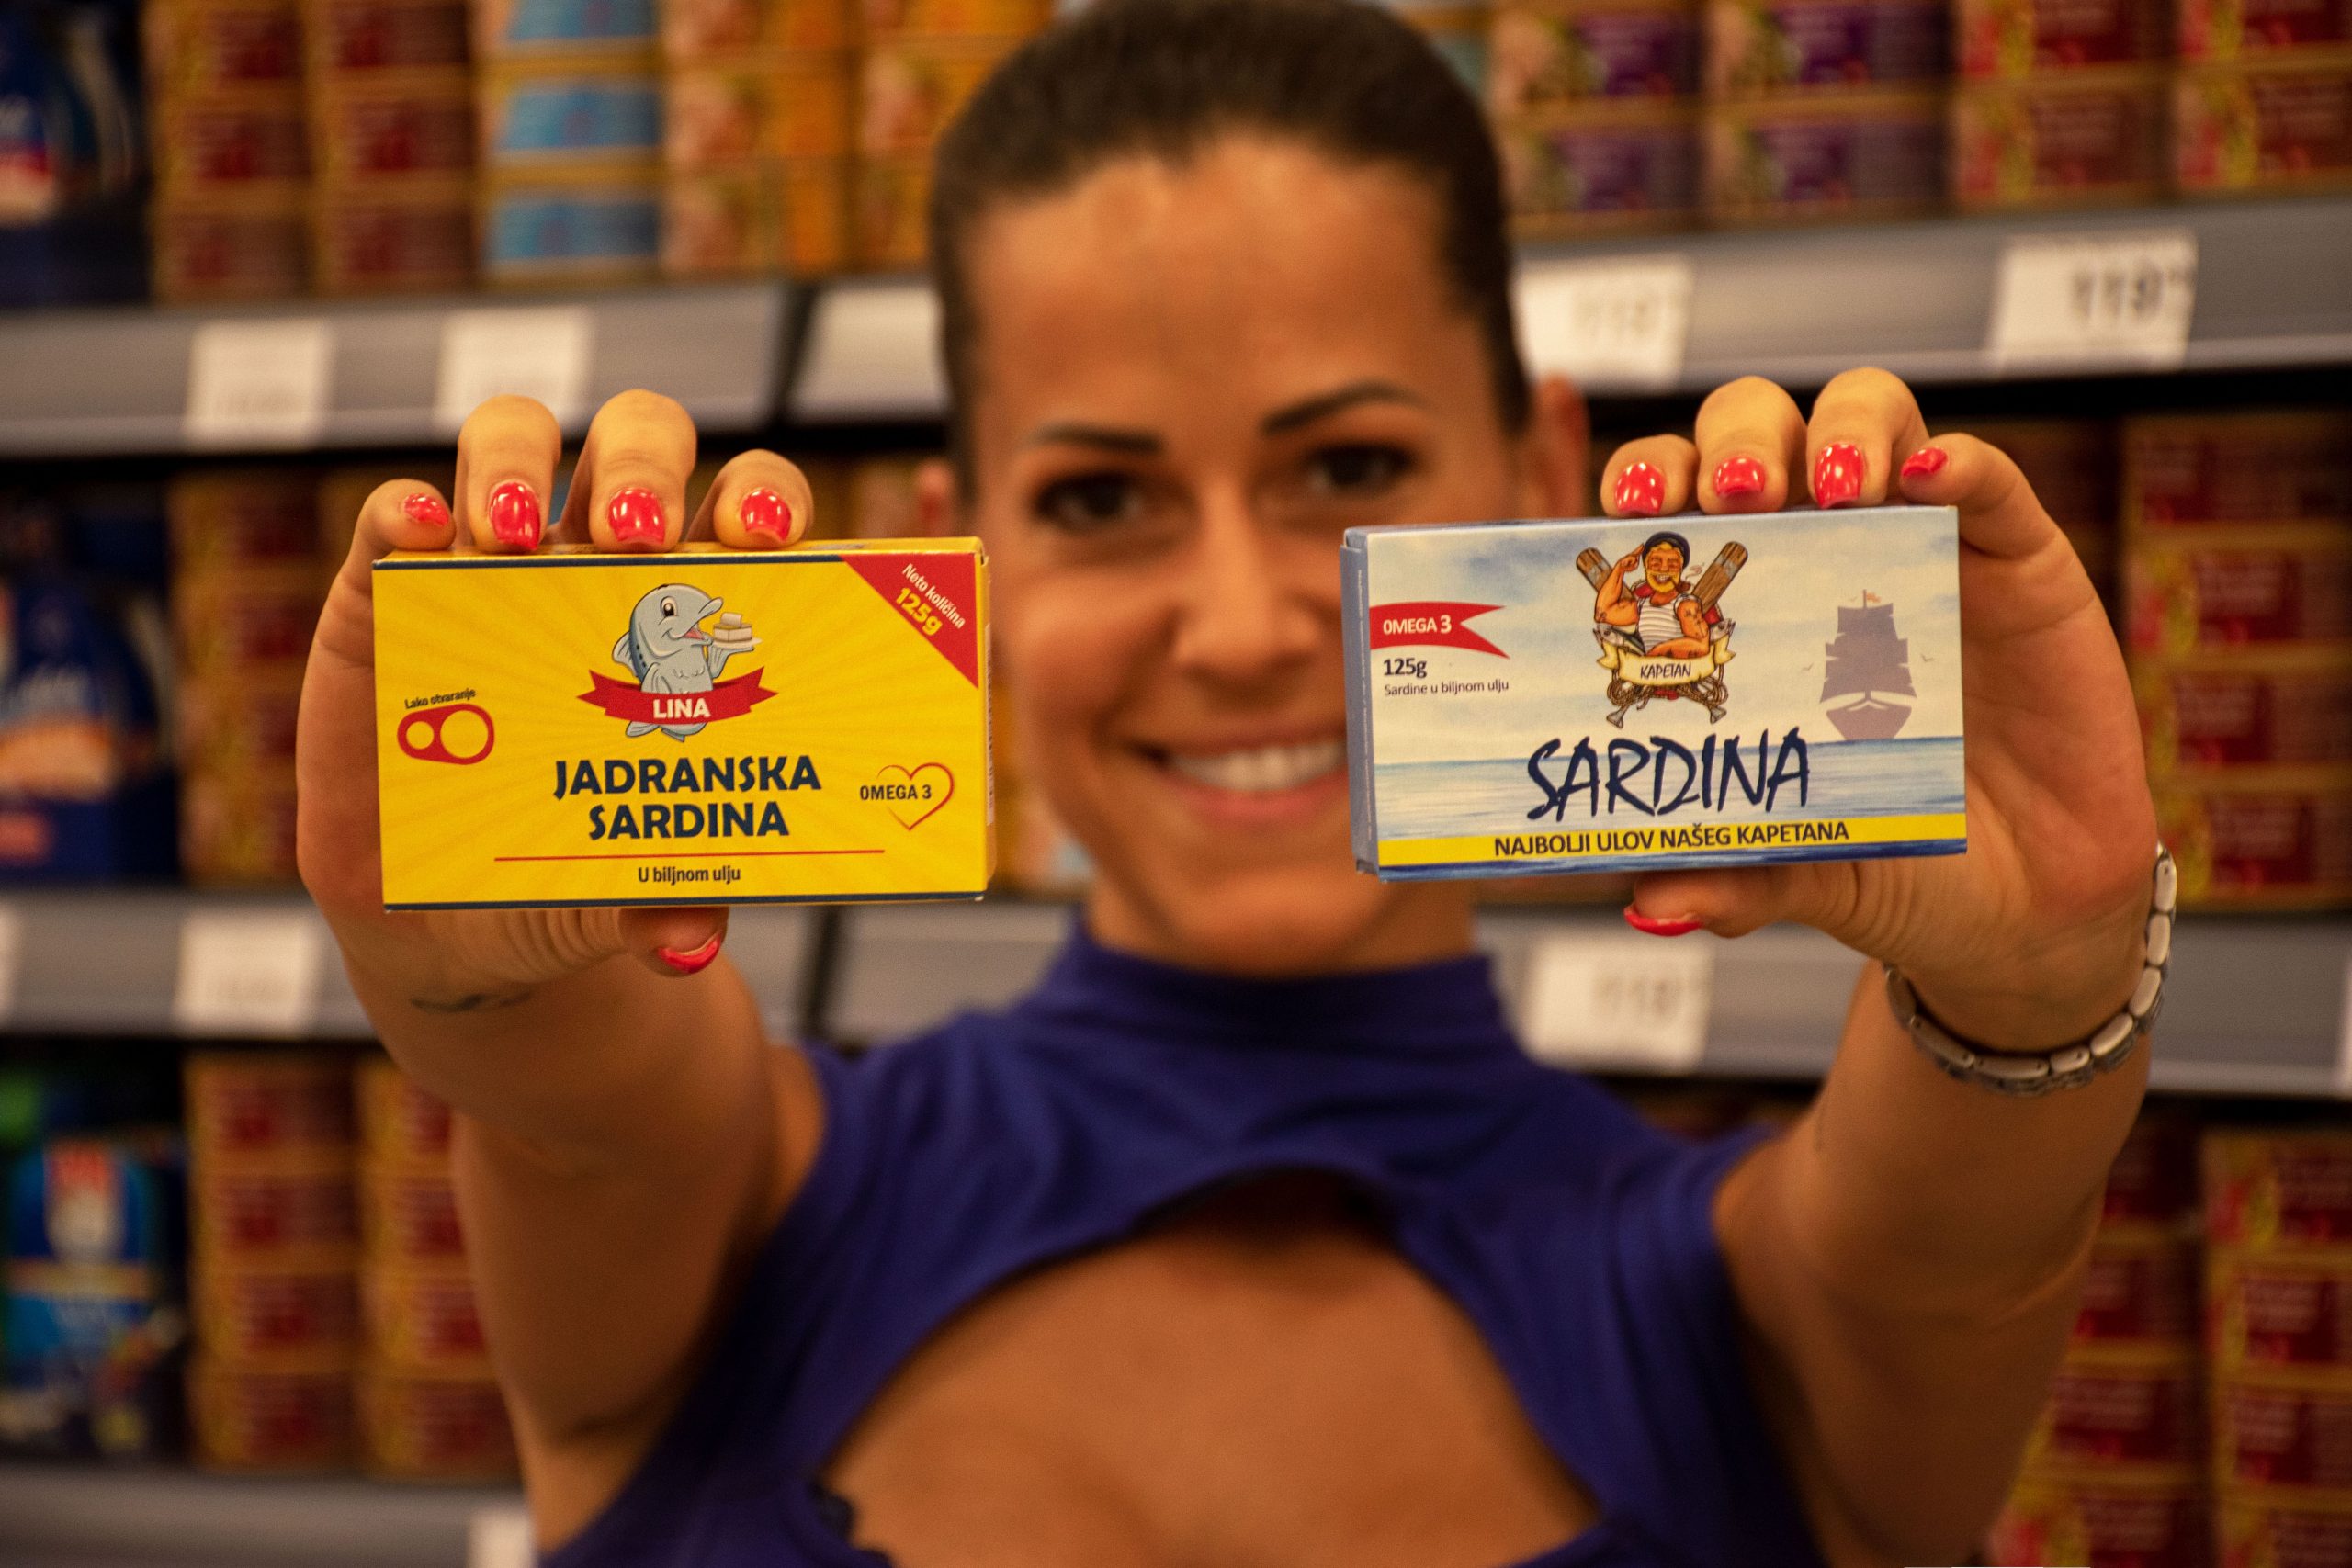 Neto količina
125g
LINA
Lako otvaranje
JADRANSKA
SARDINA
OMEGA 3
U biljnom ulju
OMEGA 3
125g
Sardine u biljnom ulju
KAPETAN
SARDINA
NAJBOLJI ULOV NAŠEG KAPETANA
119